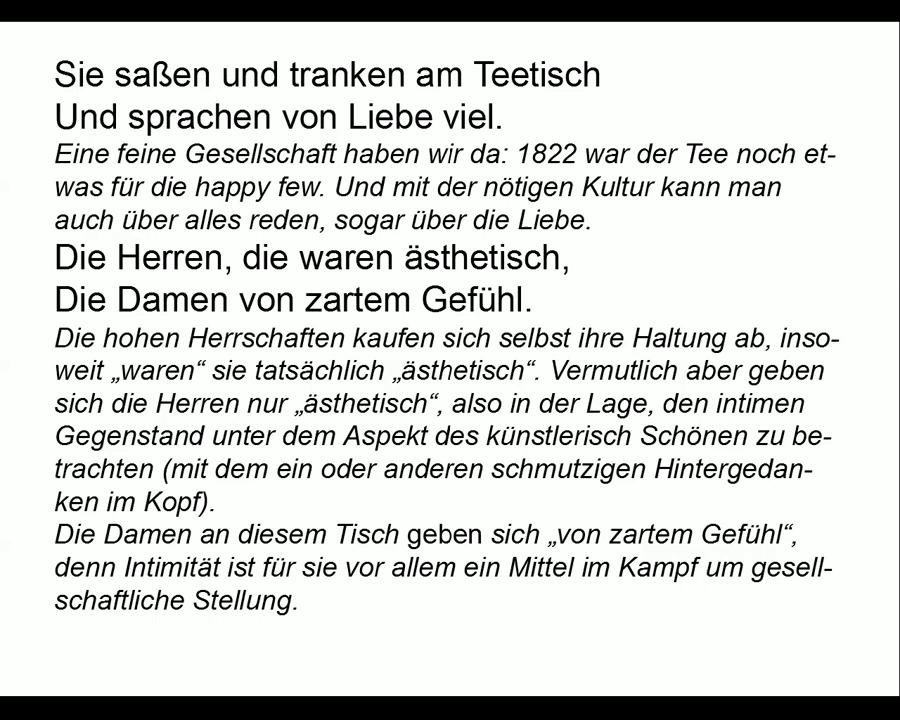 Sie saßen und tranken am Teetisch
Und sprachen von Liebe viel.
Eine feine Gesellschaft haben wir da: 1822 war der Tee noch et-
was für die happy few. Und mit der nötigen Kultur kann man
auch über alles reden, sogar über die Liebe.
Die Herren, die waren ästhetisch,
Die Damen von zartem Gefühl.
Die hohen Herrschaften kaufen sich selbst ihre Haltung ab, inso-
weit „waren“ sie tatsächlich „ästhetisch“. Vermutlich aber geben
sich die Herren nur „ästhetisch“, also in der Lage, den intimen
Gegenstand unter dem Aspekt des künstlerisch Schönen zu be-
trachten (mit dem ein oder anderen schmutzigen Hintergedan-
ken im Kopf).
Die Damen an diesem Tisch geben sich „von zartem Gefühl“,
denn Intimität ist für sie vor allem ein Mittel im Kampf um gesell-
schaftliche Stellung.